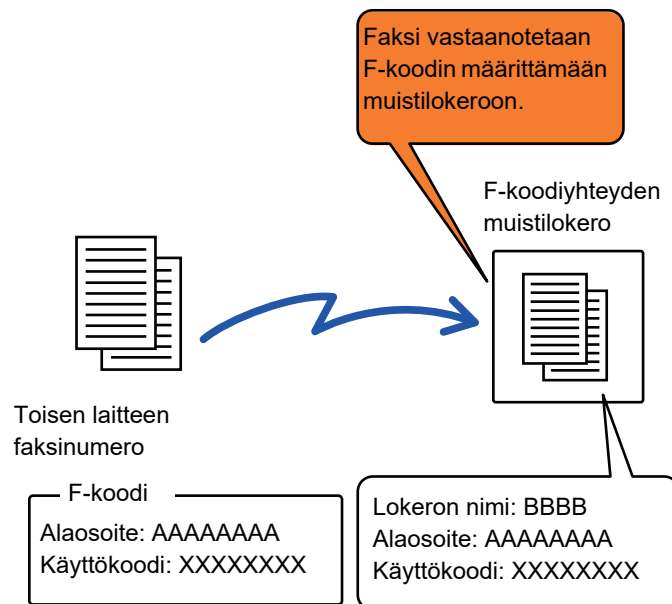 Faksi vastaanotetaan
F-koodin määrittämään
muistilokeroon.
F-koodiyhteyden
muistilokero
Toisen laitteen
faksinumero
F-koodi
Alaosoite: AAAAAAAA
Käyttökoodi: XXXXXXXX
Lokeron nimi: BBBB
Alaosoite: AAAAAAAA
Käyttökoodi: XXXXXXXX